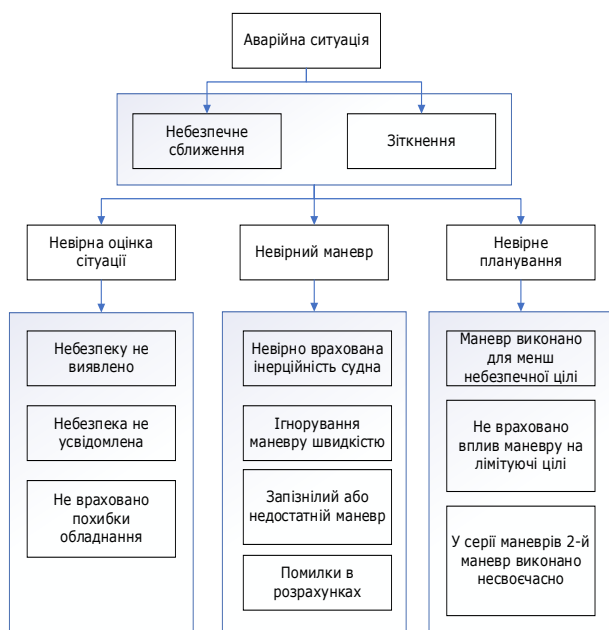 Аварійна ситуація
Небезпечне
сближення
Зіткнення
Невірна оцінка
сітуації
Невірний маневр
Невірне
планування
Небезпеку не
виявлено
Небезпека не
усвідомлена
Не враховано
похибки
обладнання
Невірно врахована
інерційність судна
Ігнорування
маневру швидкістю
Запізнілий або
недостатній маневр
Помилки в
розрахунках
Маневр виконано
для менш
небезпечної цілі
Не враховано
вплив маневру на
лімітуючі цілі
У серії маневрів 2-й
маневр виконано
несвоєчасно